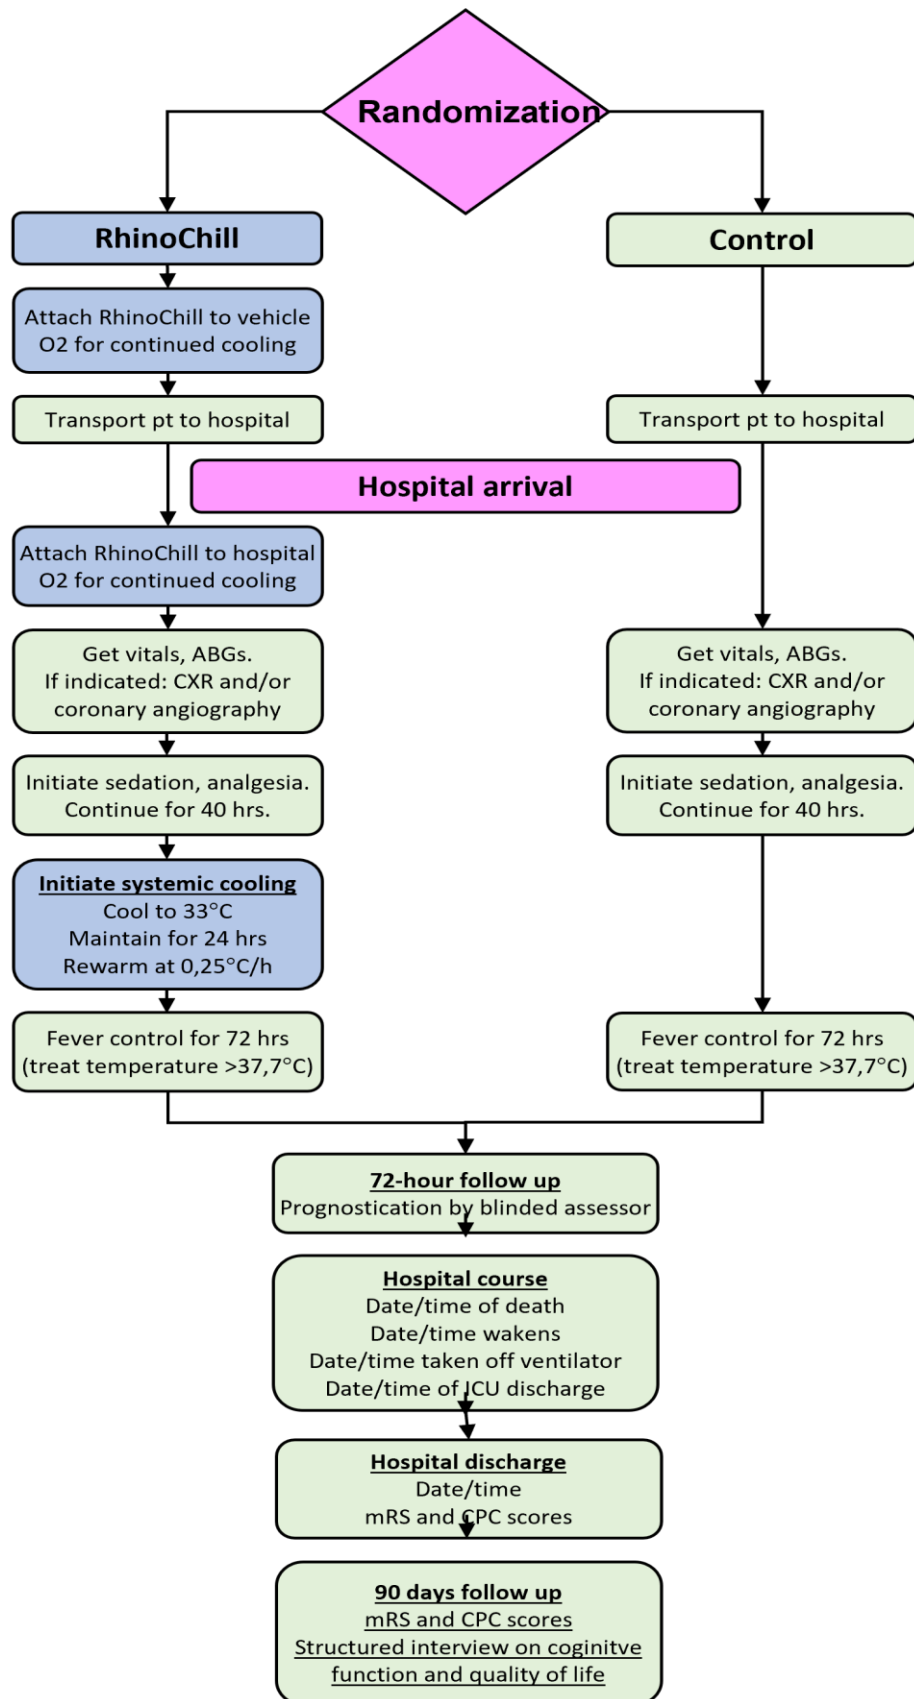 Randomization
RhinoChill
Control
Attach RhinoChill to vehicle
O2 for continued cooling
Transport pt to hospital
Transport pt to hospital
Hospital arrival
Attach RhinoChill to hospital
O2 for continued cooling
Get vitals, ABGs.
If indicated: CXR and/or
coronary angiography
Get vitals, ABGs.
If indicated: CXR and/or
coronary angiography
Initiate sedation, analgesia.
Continue for 40 hrs.
Initiate sedation, analgesia.
Continue for 40 hrs.
Initiate systemic cooling
Cool to 33°C
Maintain for 24 hrs
Rewarm at 0,25°C/h
Fever control for 72 hrs
(treat temperature >37,7°C)
Fever control for 72 hrs
(treat temperature >37,7°C)
72-hour follow up
Prognostication by blinded assessor
Hospital course
Date/time of death
Date/time wakens
Date/time taken off ventilator
Date/time of ICU discharge
Hospital discharge
Date/time
mRS and CPC scores
90 days follow up
mRS and CPC scores
Structured interview on coginitve
function and quality of life